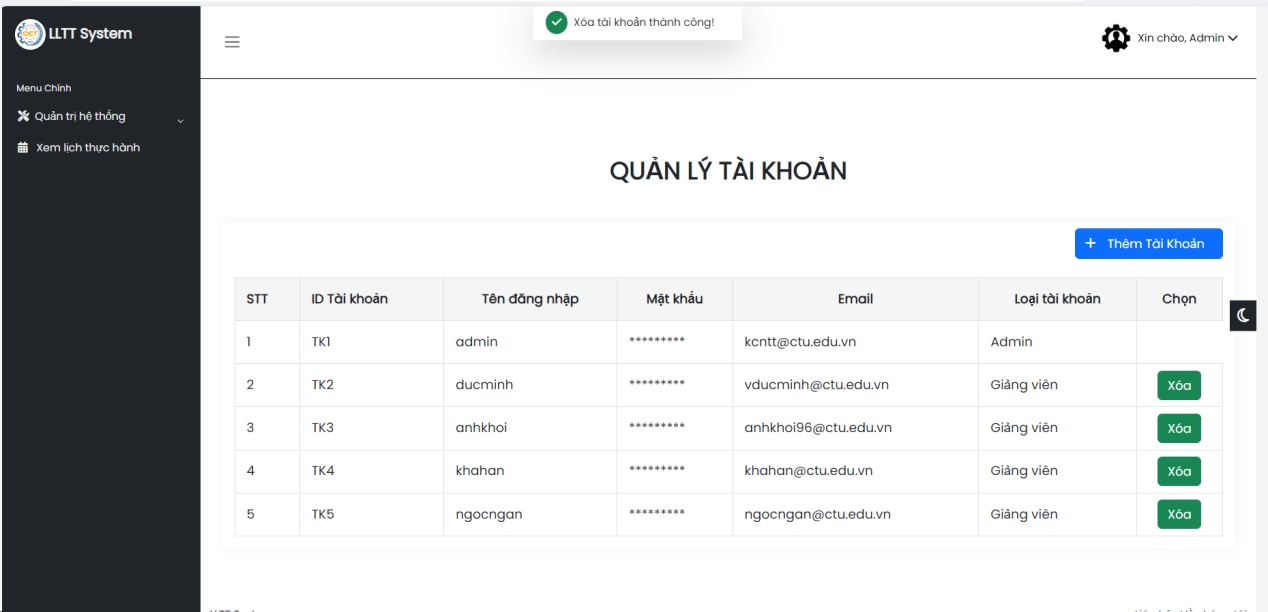 Xóa tài khoản thành công!
LLTT System
Xin chào, Admin
Menu Chính
Quản trị hệ thống
Xem lịch thực hành
QUẢN LÝ TÀI KHOẢN
+ Thêm Tài Khoản
STT ID Tài khoản Tên đăng nhập Mật khẩu Email Loại tài khoản Chọn
1 TK1 admin ********* kcntt@ctu.edu.vn Admin
2 TK2 ducminh ********* vducminh@ctu.edu.vn Giảng viên Xóa
3 TK3 anhkhoi ********* anhkhoi96@ctu.edu.vn Giảng viên Xóa
4 TK4 khahan ********* khahan@ctu.edu.vn Giảng viên Xóa
5 TK5 ngocngan ********* ngocngan@ctu.edu.vn Giảng viên Xóa